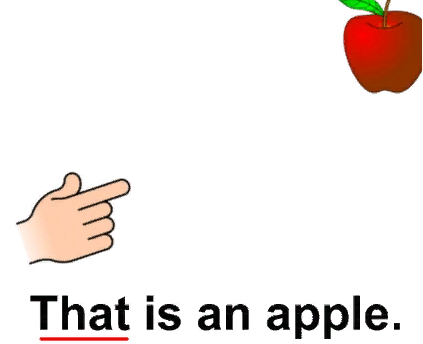 That is an apple.